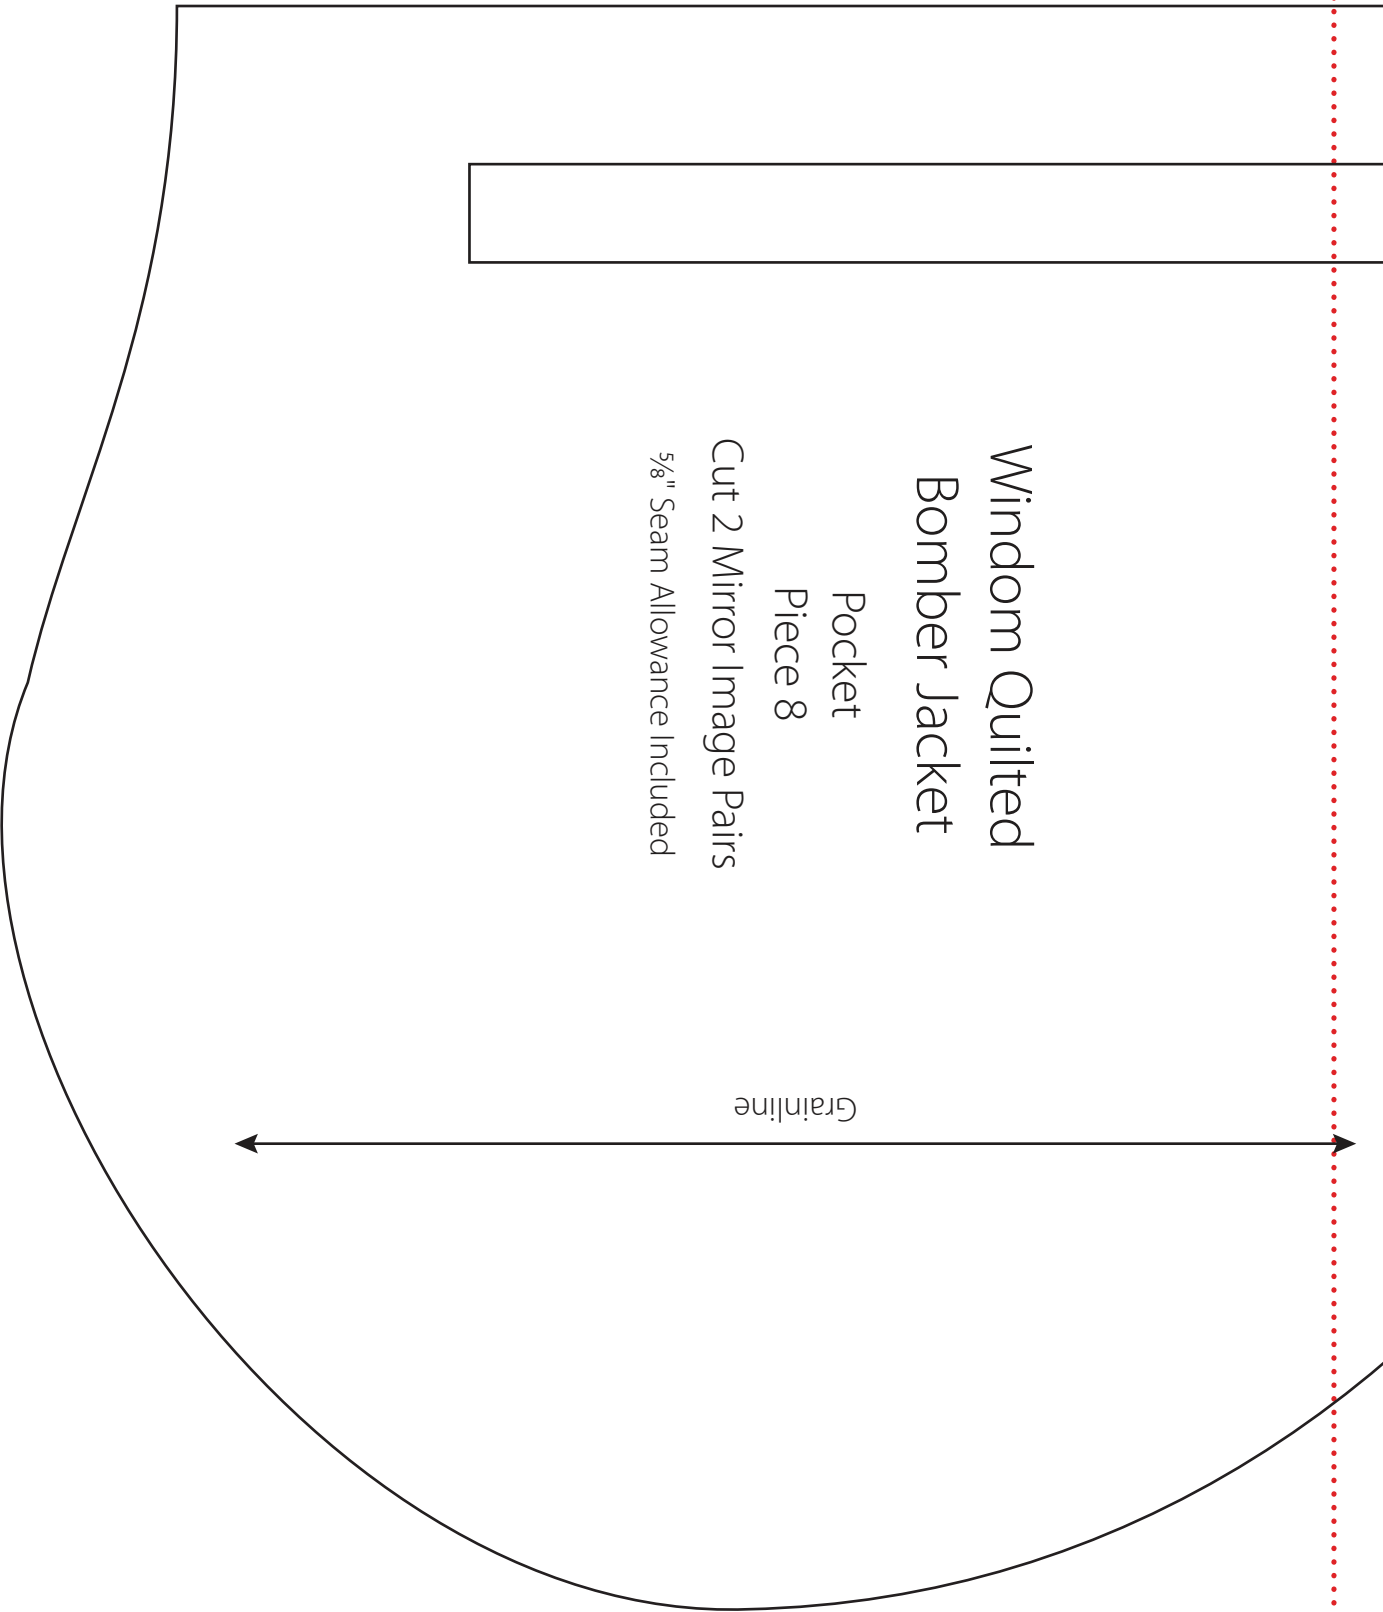 Windom Quilted
Bomber Jacket
Pocket
Piece 8
Cut 2 Mirror Image Pairs
⅝" Seam Allowance Included
Grainline